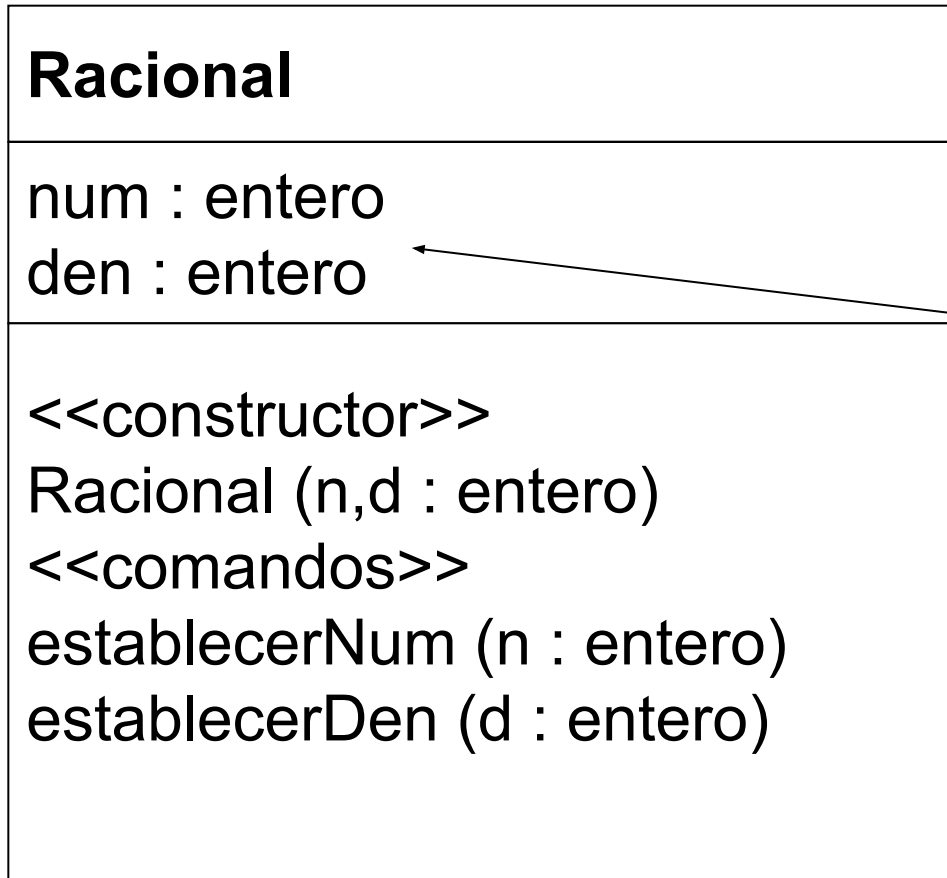 Racional
num : entero
den : entero
<<constructor>>
Racional (n,d : entero)
<<comandos>>
establecerNum (n : entero)
establecerDen (d : entero)